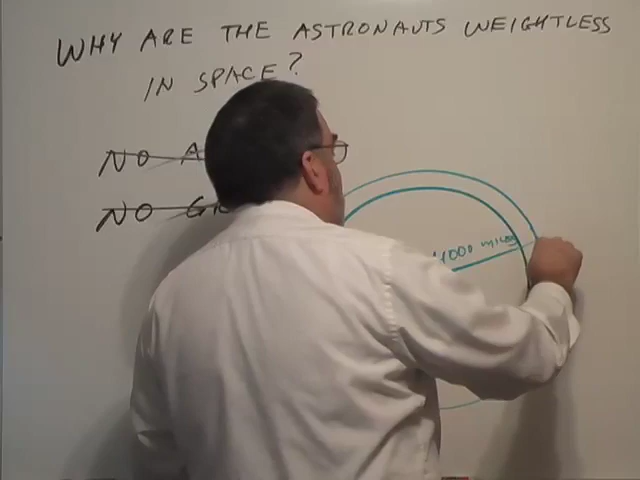 WHY ARE THE ASTRONAUTS WEIGHTLESS
IN SPACE?
NO
NO
4000 miles